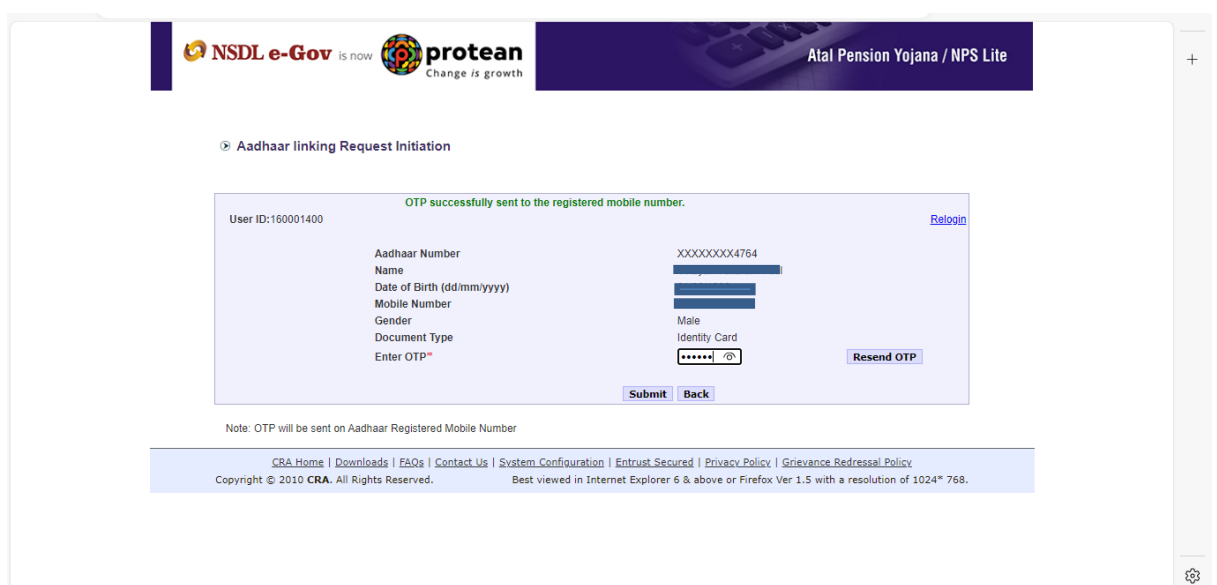 NSDL e-Gov is now protean
Change is growth
Atal Pension Yojana / NPS Lite
Aadhaar linking Request Initiation
OTP successfully sent to the registered mobile number.
User ID:160001400 Relogin
Aadhaar Number XXXXXXXX4764
Name
Date of Birth (dd/mm/yyyy)
Mobile Number
Gender Male
Document Type Identity Card
Enter OTP* •••••• Resend OTP
Submit Back
Note: OTP will be sent on Aadhaar Registered Mobile Number
CRA Home | Downloads | FAQs | Contact Us | System Configuration | Entrust Secured | Privacy Policy | Grievance Redressal Policy
Copyright © 2010 CRA. All Rights Reserved. Best viewed in Internet Explorer 6 & above or Firefox Ver 1.5 with a resolution of 1024* 768.